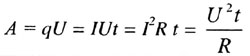 A = qU = IUt = I²R t = U²t / R